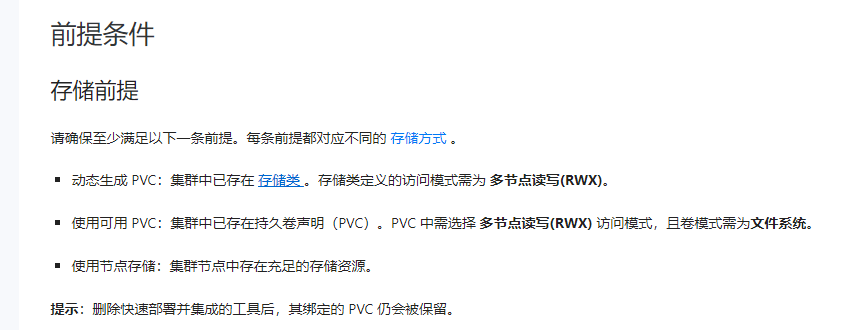 前提条件
存储前提
请确保至少满足以下一条前提。每条前提都对应不同的 存储方式 。
▪ 动态生成 PVC：集群中已存在 存储类 。存储类定义的访问模式需为 多节点读写(RWX)。
▪ 使用可用 PVC：集群中已存在持久卷声明（PVC）。PVC 中需选择 多节点读写(RWX) 访问模式，且卷模式需为文件系统。
▪ 使用节点存储：集群节点中存在充足的存储资源。
提示：删除快速部署并集成的工具后，其绑定的 PVC 仍会被保留。